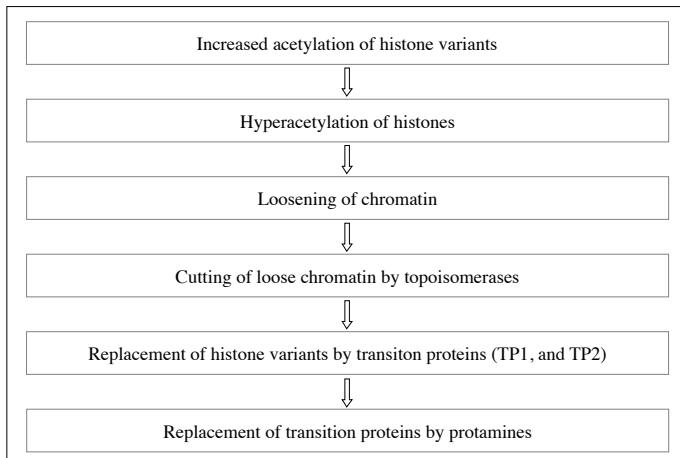 Increased acetylation of histone variants
Hyperacetylation of histones
Loosening of chromatin
Cutting of loose chromatin by topoisomerases
Replacement of histone variants by transiton proteins (TP1, and TP2)
Replacement of transition proteins by protamines